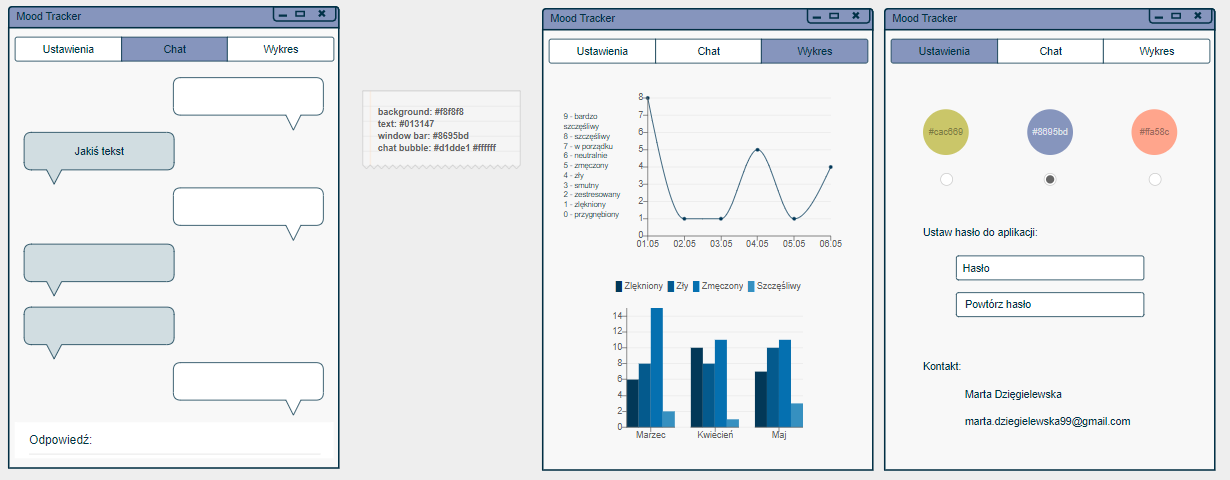 Mood Tracker
Ustawienia Chat Wykres
Jakiś tekst
Odpowiedź:
background: #f8f8f8
text: #013147
window bar: #8695bd
chat bubble: #d1dde1 #ffffff
Mood Tracker
Ustawienia Chat Wykres
9 - bardzo
szczęśliwy
8 - szczęśliwy
7 - w porządku
6 - neutralnie
5 - zmęczony
4 - zły
3 - smutny
2 - zestresowany
1 - zlękniony
0 - przygnębiony
8
7
6
5
4
3
2
1
0
01.05 02.05 03.05 04.05 05.05 06.05
Zlękniony Zły Zmęczony Szczęśliwy
14
12
10
8
6
4
2
0
Marzec Kwiecień Maj
Mood Tracker
Ustawienia Chat Wykres
#cac669 #8695bd #ffa58c
Ustaw hasło do aplikacji:
Hasło
Powtórz hasło
Kontakt:
Marta Dzięgielewska
marta.dziegielewska99@gmail.com